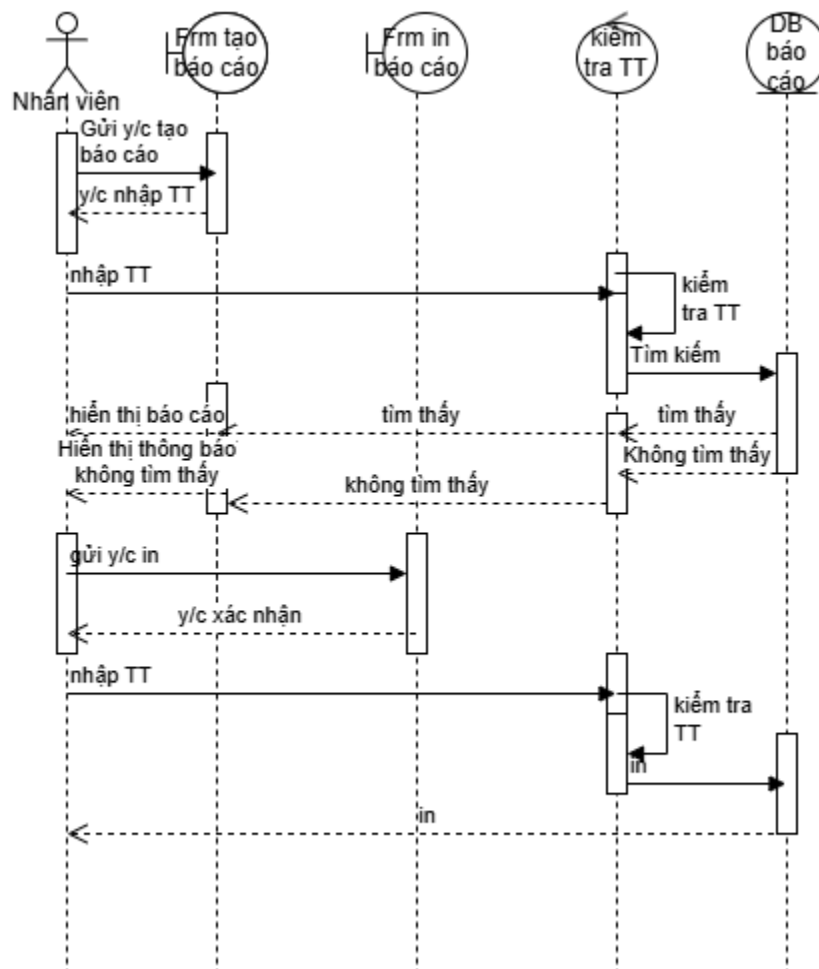 Nhân viên
Frm tạo
báo cáo
Frm in
báo cáo
kiểm
tra TT
DB
báo
cáo
Gửi y/c tạo
báo cáo
y/c nhập TT
nhập TT
kiểm
tra TT
Tìm kiếm
hiển thị báo cáo
tìm thấy
tìm thấy
Hiển thị thông báo
không tìm thấy
Không tìm thấy
không tìm thấy
gửi y/c in
y/c xác nhận
nhập TT
kiểm tra
TT
in
in